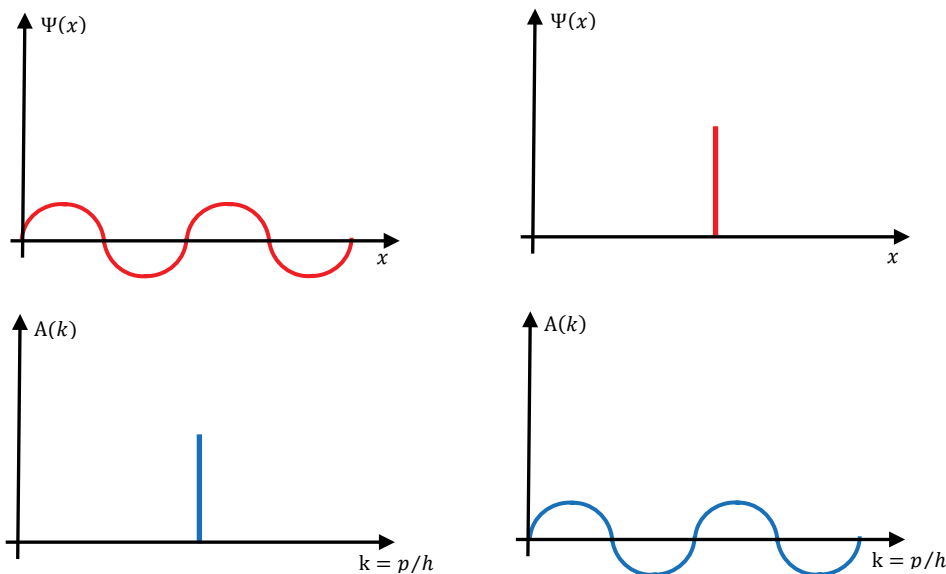 Ψ(x)
x
Ψ(x)
x
A(k)
k = p/h
A(k)
k = p/h